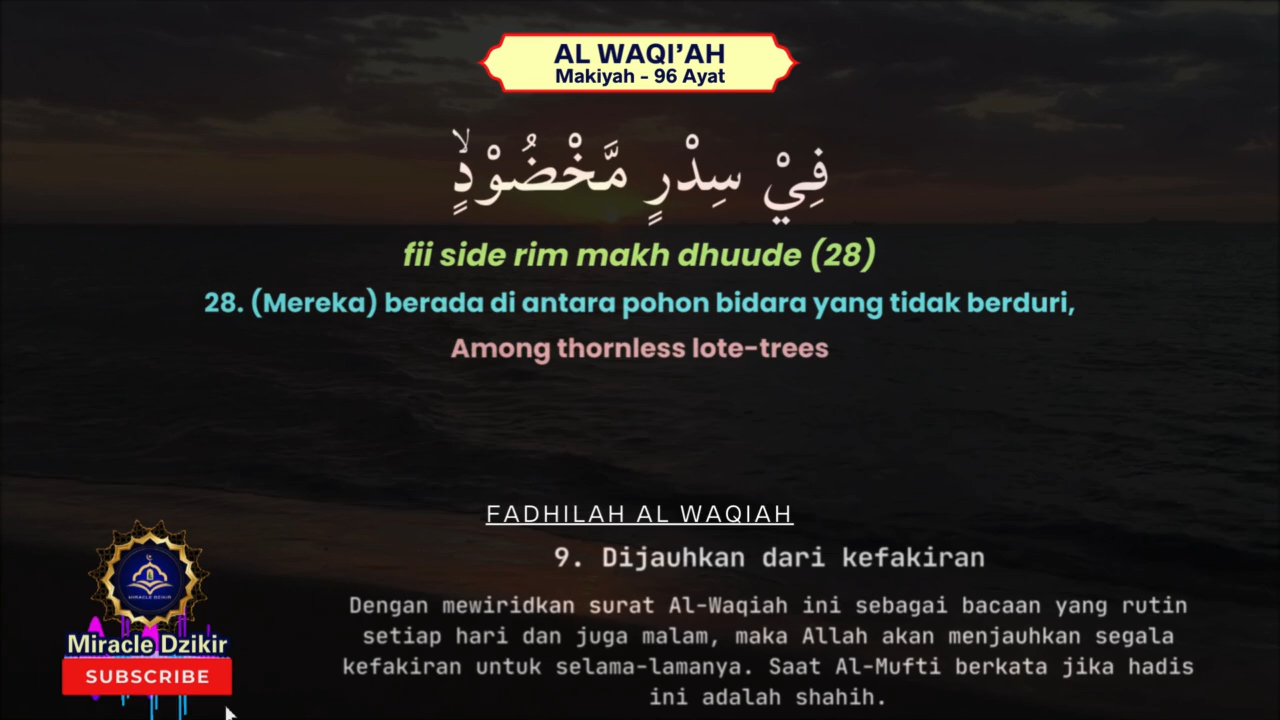 AL WAQI’AH
Makiyah - 96 Ayat
فِيْ سِدْرٍ مَّخْضُوْدٍۙ
fii side rim makh dhuude (28)
28. (Mereka) berada di antara pohon bidara yang tidak berduri,
Among thornless lote-trees
FADHILAH AL WAQIAH
9. Dijauhkan dari kefakiran
Dengan mewiridkan surat Al-Waqiah ini sebagai bacaan yang rutin
setiap hari dan juga malam, maka Allah akan menjauhkan segala
kefakiran untuk selama-lamanya. Saat Al-Mufti berkata jika hadis
ini adalah shahih.
MIRACLE DZIKIR
Miracle Dzikir
SUBSCRIBE